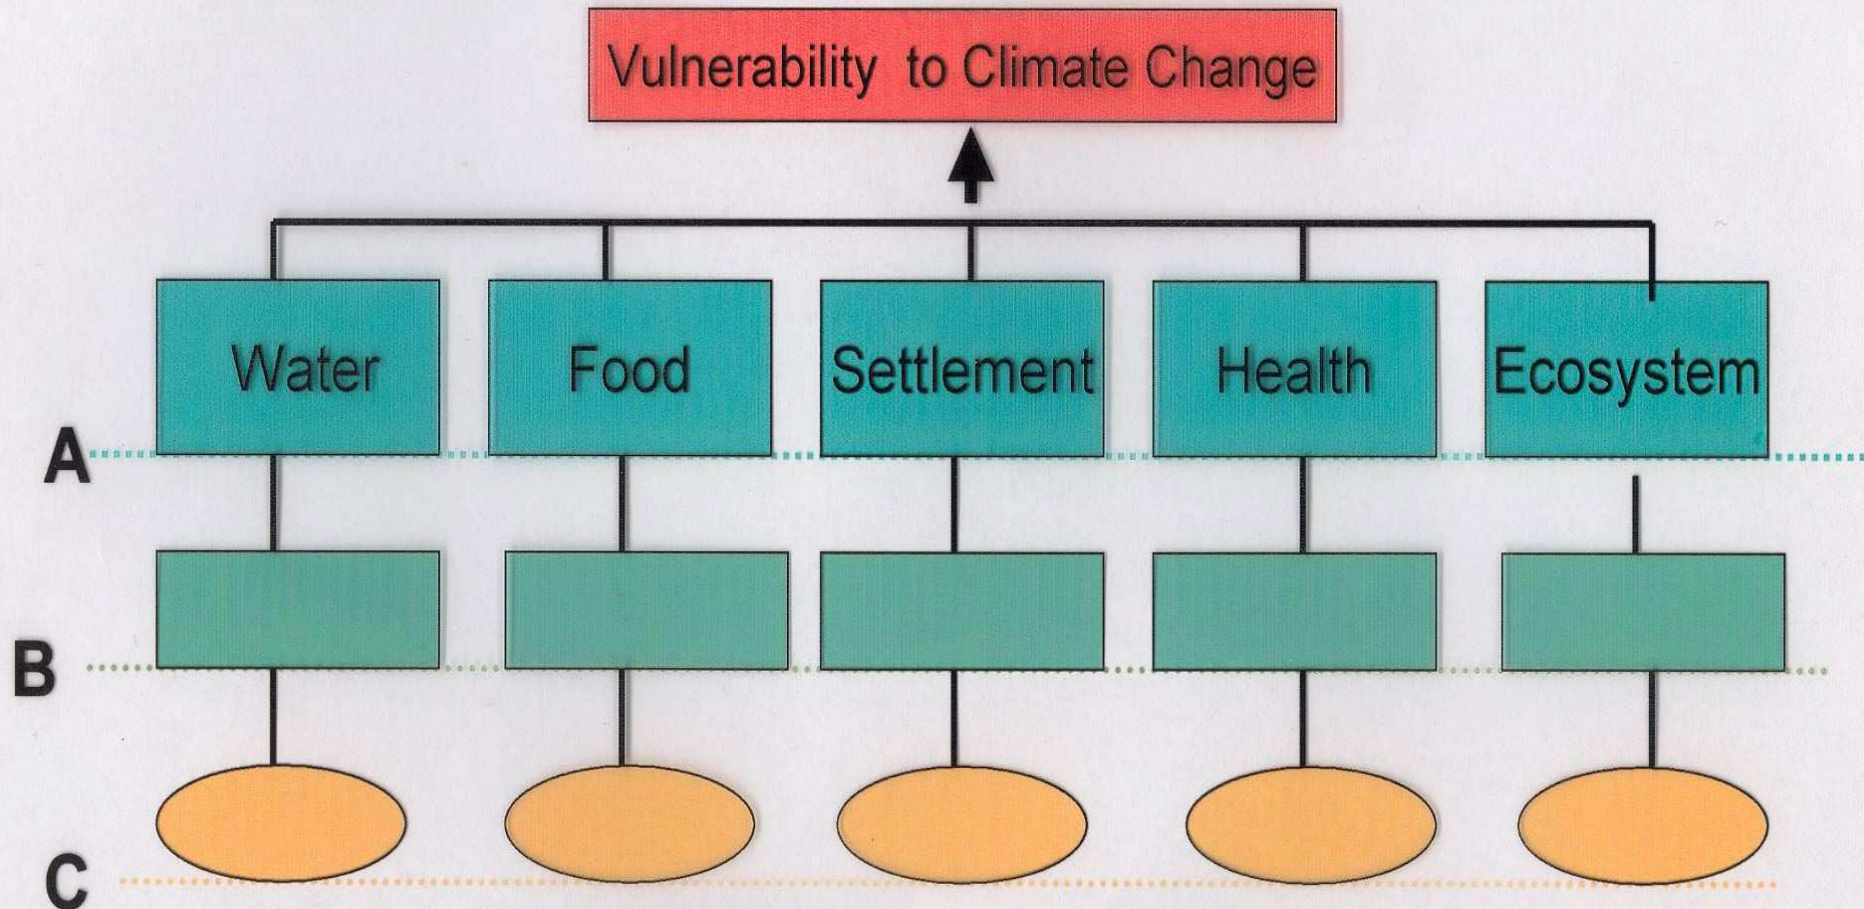 Vulnerability to Climate Change
Water
Food
Settlement
Health
Ecosystem
A
B
C